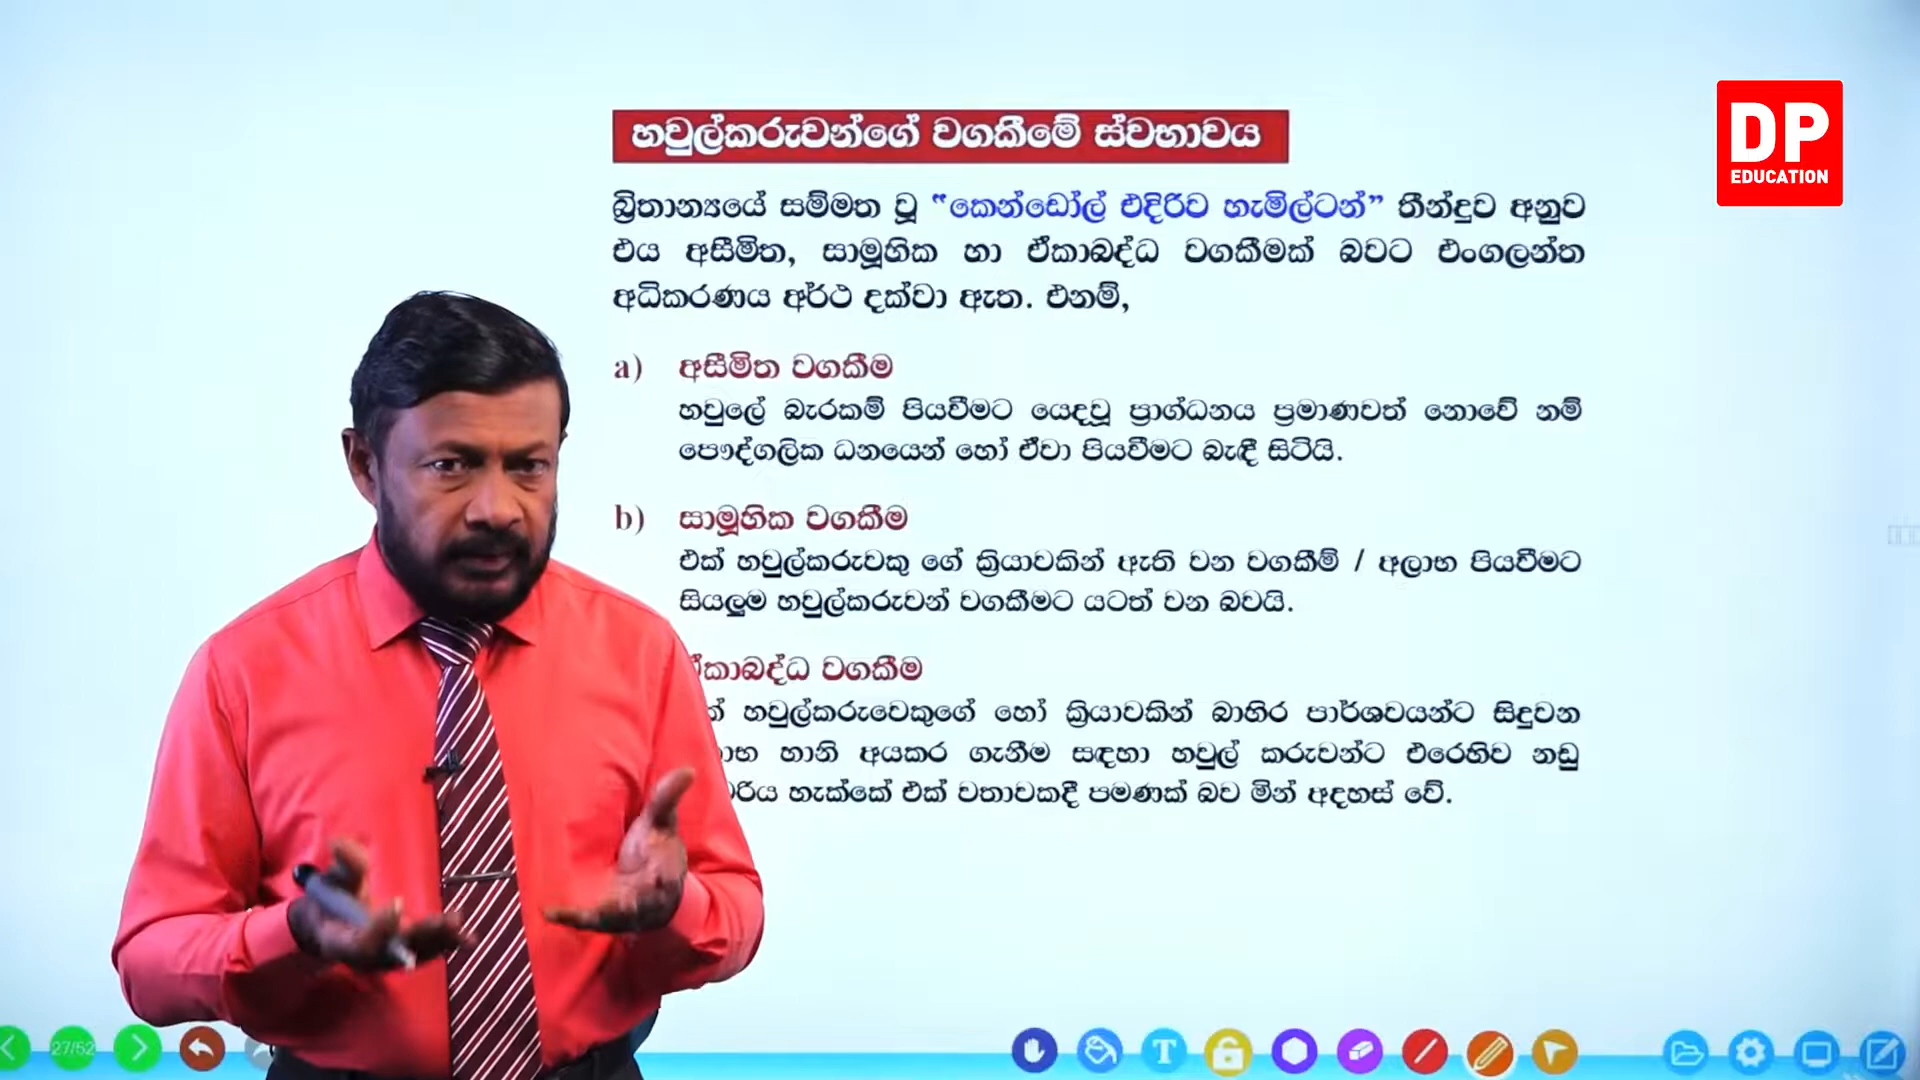 DP
EDUCATION
හවුල්කරුවන්ගේ වගකීමේ ස්වභාවය
බ්‍රිතාන්‍යයේ සම්මත වූ “කෙන්ඩෝල් එදිරිව හැමිල්ටන්” තීන්දුව අනුව
එය අසීමිත, සාමූහික හා ඒකාබද්ධ වගකීමක් බවට එංගලන්ත
අධිකරණය අර්ථ දක්වා ඇත. එනම්,
a) අසීමිත වගකීම
හවුලේ බැරකම් පියවීමට යෙදවූ ප්‍රාග්ධනය ප්‍රමාණවත් නොවේ නම්
පෞද්ගලික ධනයෙන් හෝ ඒවා පියවීමට බැඳී සිටියි.
b) සාමූහික වගකීම
එක් හවුල්කරුවකු ගේ ක්‍රියාවකින් ඇති වන වගකීම් / අලාභ පියවීමට
සියලුම හවුල්කරුවන් වගකීමට යටත් වන බවයි.
වගකීම
හවුල්කරුවෙකුගේ හෝ ක්‍රියාවකින් බාහිර පාර්ශවයන්ට සිදුවන
හානි අයකර ගැනීම සඳහා හවුල් කරුවන්ට එරෙහිව නඩු
හැක්කේ එක් වතාවකදී පමණක් බව මින් අදහස් වේ.
27/52
T